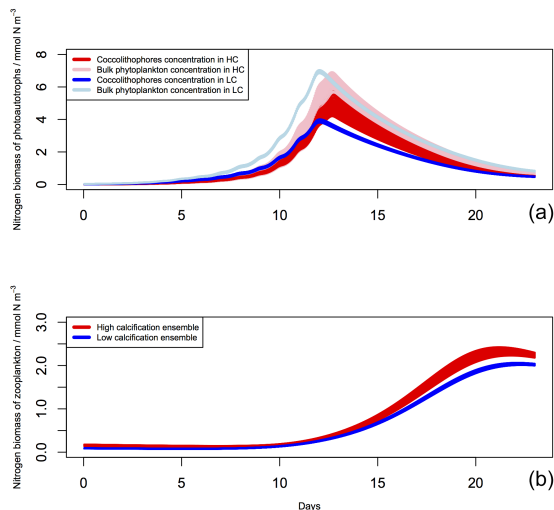 Nitrogen biomass of photoautotrophs / mmol N m⁻³
8
6
4
2
0
Coccolithophores concentration in HC
Bulk phytoplankton concentration in HC
Coccolithophores concentration in LC
Bulk phytoplankton concentration in LC
0 5 10 15 20
(a)
Nitrogen biomass of zooplankton / mmol N m⁻³
3.0
2.0
1.0
0.0
High calcification ensemble
Low calcification ensemble
0 5 10 15 20
(b)
Days